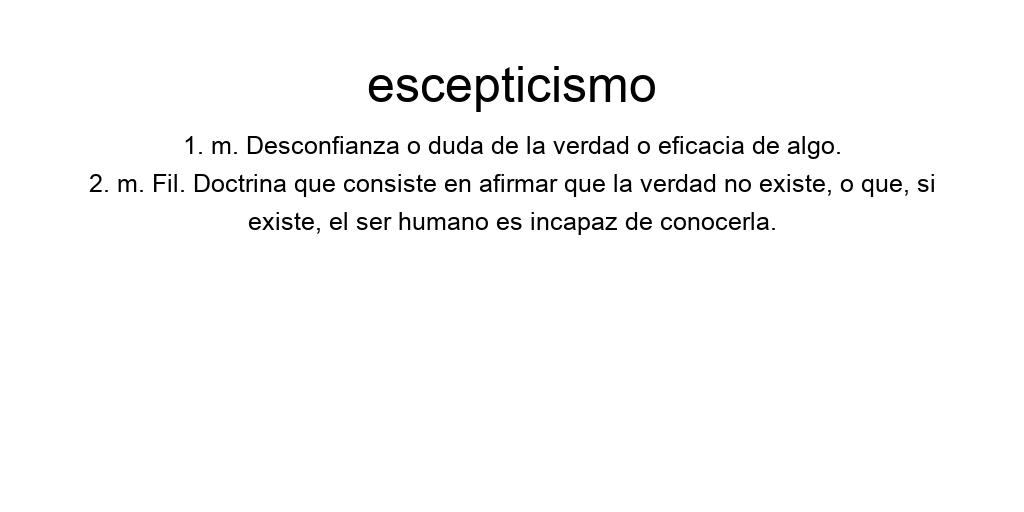 escepticismo
1. m. Desconfianza o duda de la verdad o eficacia de algo.
2. m. Fil. Doctrina que consiste en afirmar que la verdad no existe, o que, si
existe, el ser humano es incapaz de conocerla.